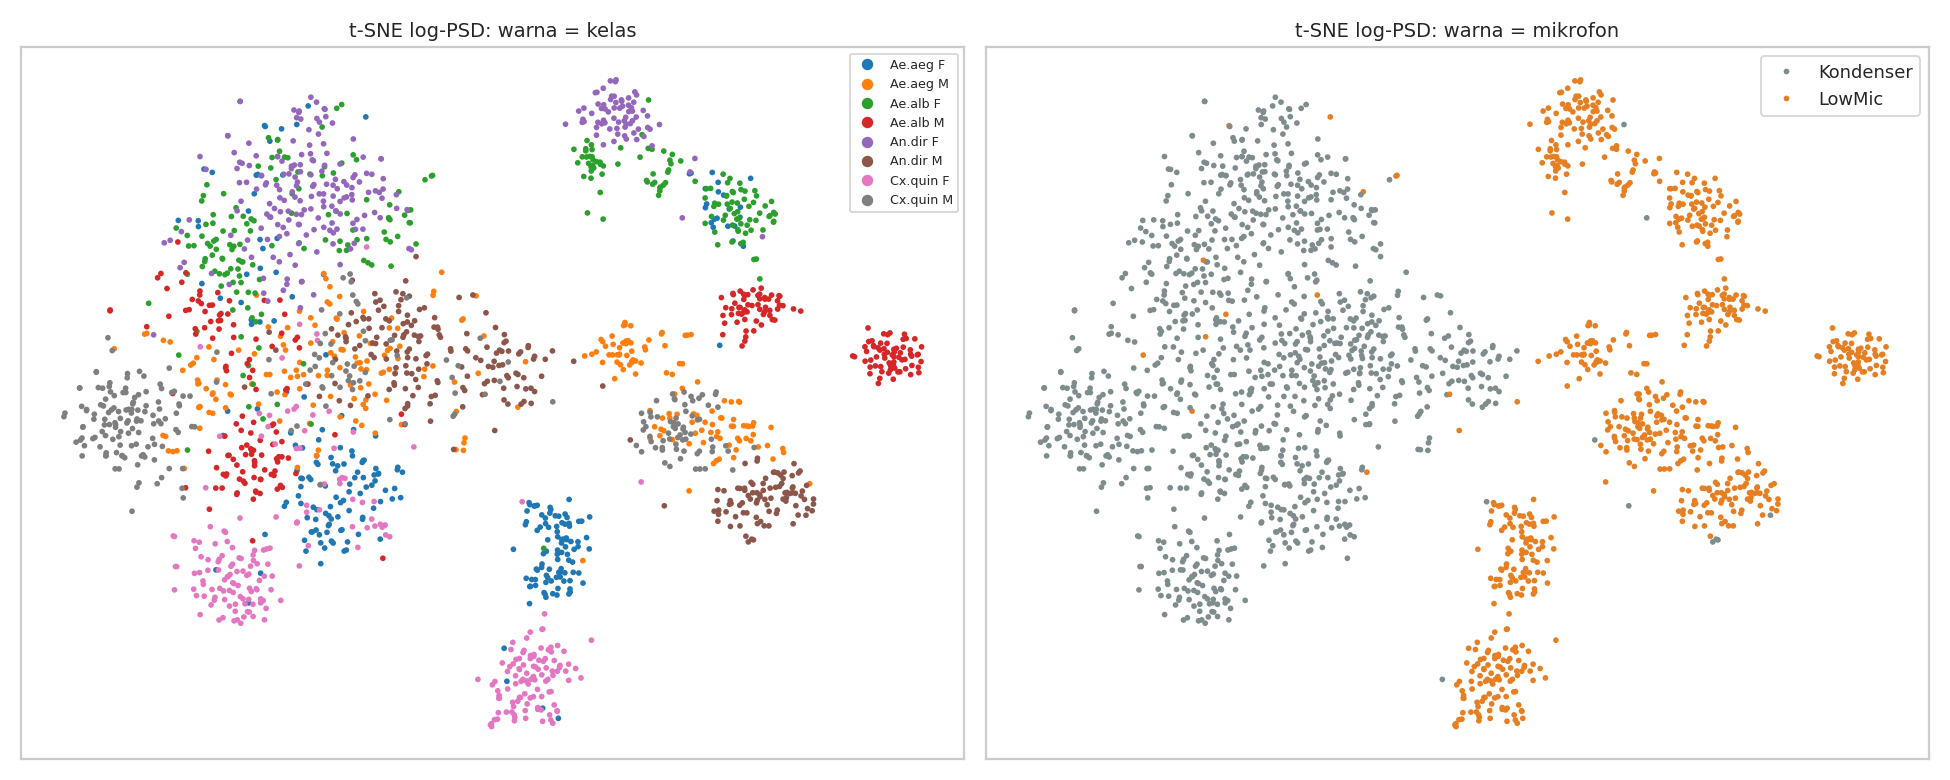 t-SNE log-PSD: warna = kelas
Ae.aeg F
Ae.aeg M
Ae.alb F
Ae.alb M
An.dir F
An.dir M
Cx.quin F
Cx.quin M
t-SNE log-PSD: warna = mikrofon
Kondenser
LowMic